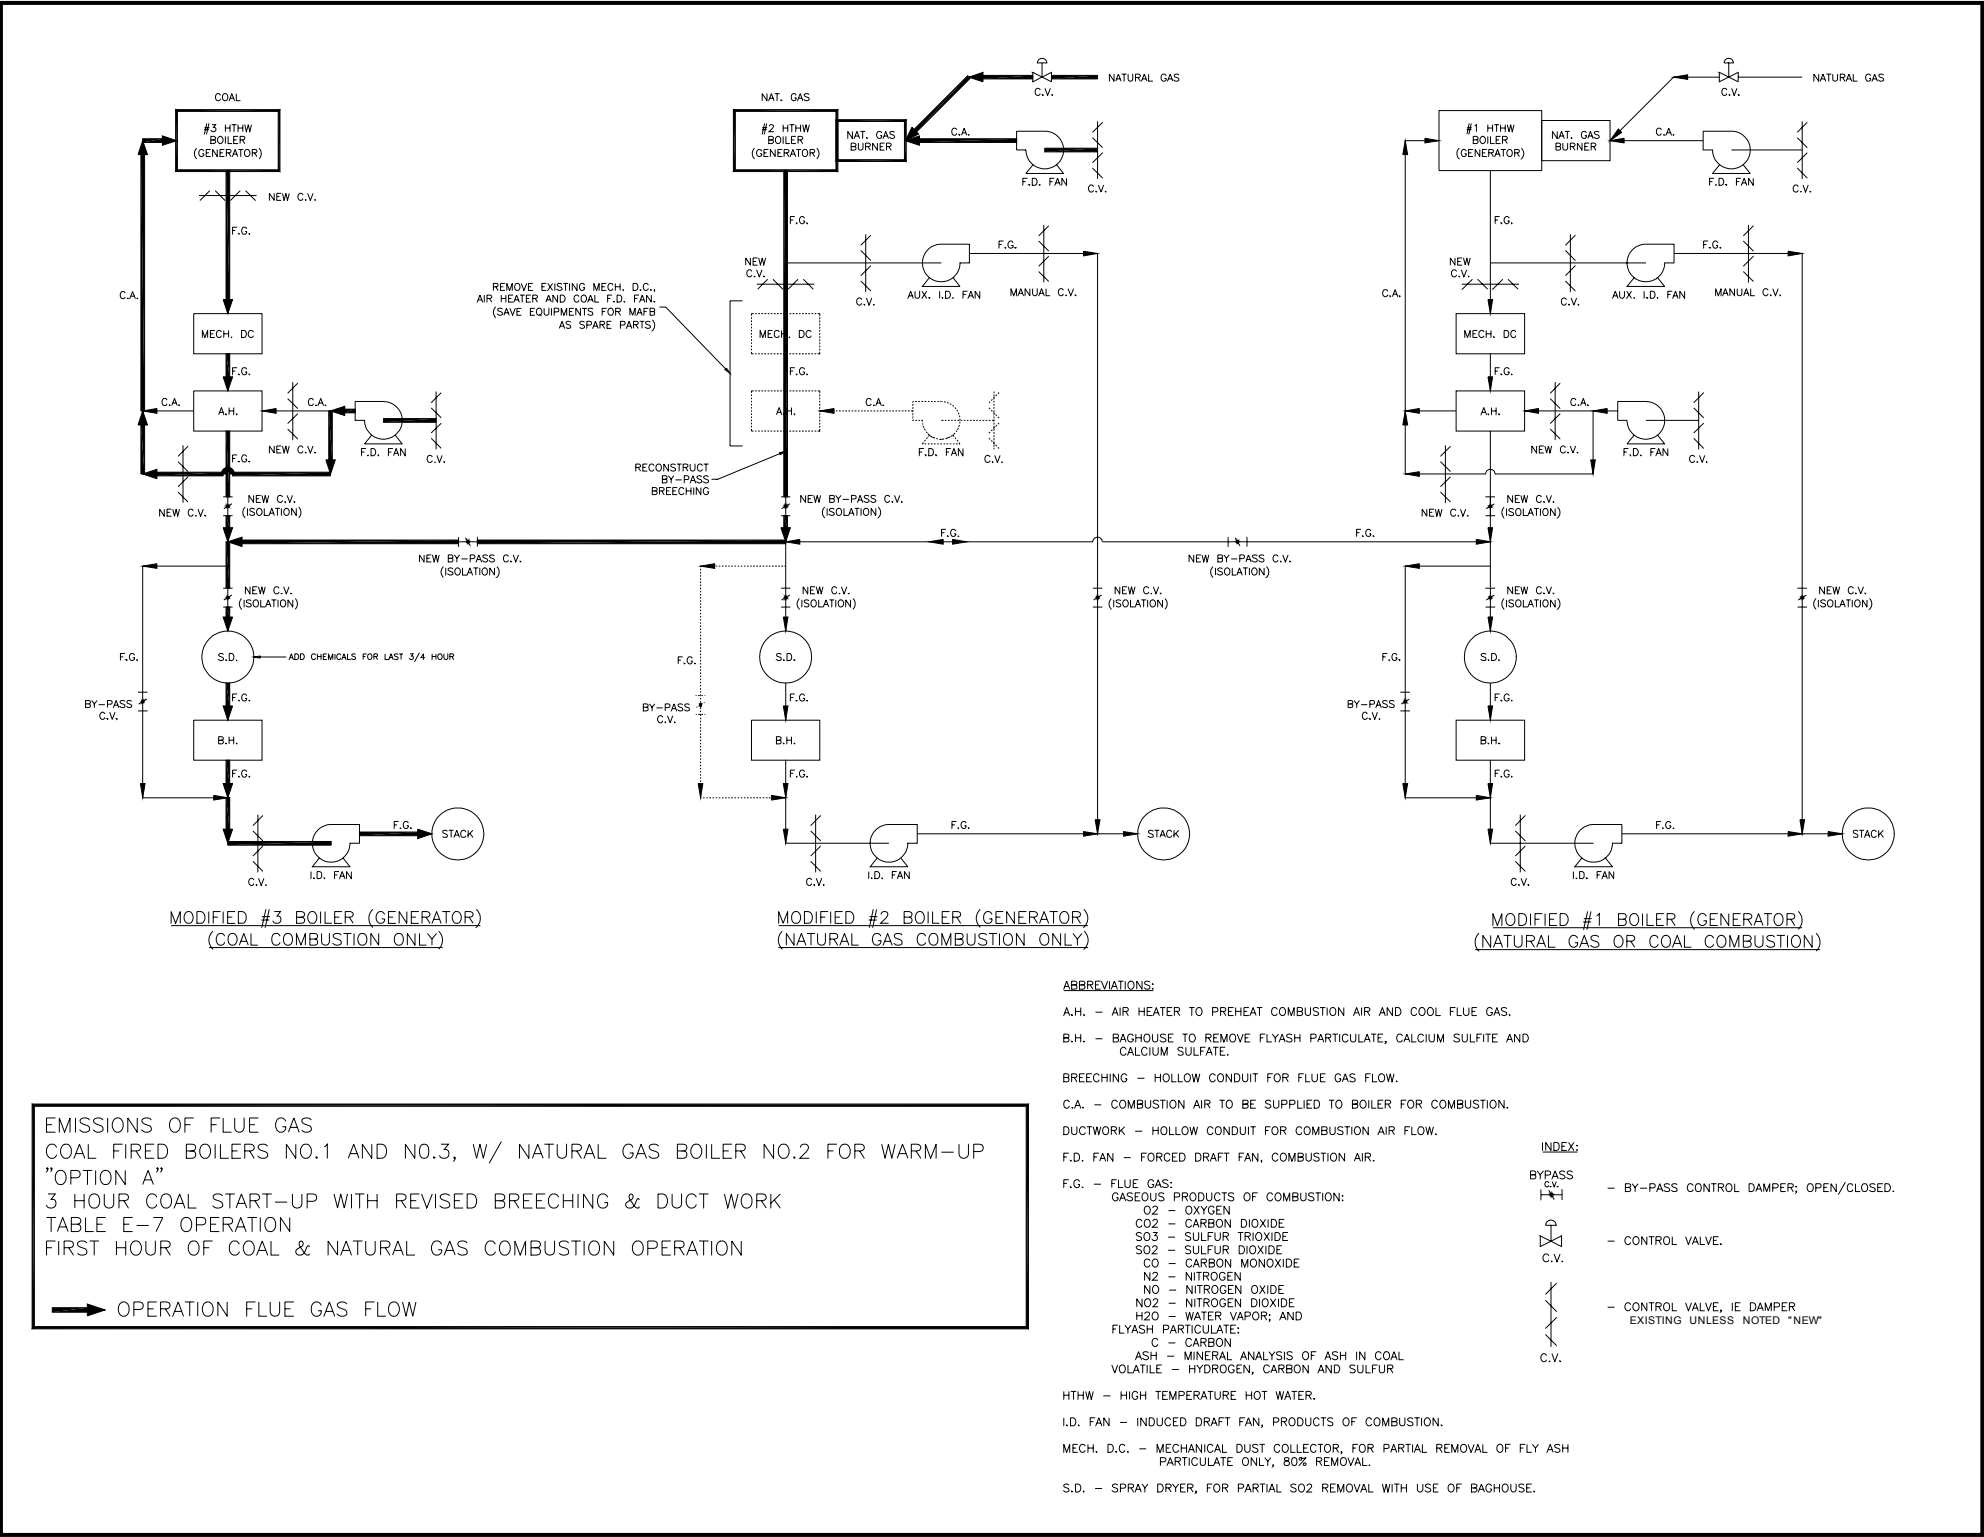 COAL
#3 HTHW
BOILER
(GENERATOR)
NEW C.V.
F.G.
C.A.
MECH. DC
F.G.
C.A.
A.H.
C.A.
NEW C.V.
F.D. FAN
C.V.
F.G.
NEW C.V.
NEW C.V.
(ISOLATION)
NEW BY-PASS C.V.
(ISOLATION)
NEW C.V.
(ISOLATION)
F.G.
S.D.
ADD CHEMICALS FOR LAST 3/4 HOUR
F.G.
BY-PASS
C.V.
B.H.
F.G.
F.G.
STACK
C.V.
I.D. FAN
MODIFIED #3 BOILER (GENERATOR)
(COAL COMBUSTION ONLY)
NAT. GAS
#2 HTHW
BOILER
(GENERATOR)
NAT. GAS
BURNER
NATURAL GAS
C.V.
C.A.
F.D. FAN
C.V.
F.G.
NEW
C.V.
C.V.
AUX. I.D. FAN
F.G.
MANUAL C.V.
REMOVE EXISTING MECH. D.C.,
AIR HEATER AND COAL F.D. FAN.
(SAVE EQUIPMENTS FOR MAFB
AS SPARE PARTS)
MECH. DC
F.G.
A.H.
C.A.
F.D. FAN
C.V.
RECONSTRUCT
BY-PASS
BREECHING
NEW BY-PASS C.V.
(ISOLATION)
F.G.
NEW BY-PASS C.V.
(ISOLATION)
F.G.
NEW C.V.
(ISOLATION)
NEW C.V.
(ISOLATION)
F.G.
S.D.
F.G.
BY-PASS
C.V.
B.H.
F.G.
F.G.
STACK
C.V.
I.D. FAN
MODIFIED #2 BOILER (GENERATOR)
(NATURAL GAS COMBUSTION ONLY)
#1 HTHW
BOILER
(GENERATOR)
NAT. GAS
BURNER
NATURAL GAS
C.V.
C.A.
F.D. FAN
C.V.
F.G.
NEW
C.V.
C.V.
AUX. I.D. FAN
F.G.
MANUAL C.V.
C.A.
MECH. DC
F.G.
A.H.
C.A.
NEW C.V.
F.D. FAN
C.V.
NEW C.V.
NEW C.V.
(ISOLATION)
NEW C.V.
(ISOLATION)
NEW C.V.
(ISOLATION)
F.G.
S.D.
F.G.
BY-PASS
C.V.
B.H.
F.G.
F.G.
STACK
C.V.
I.D. FAN
MODIFIED #1 BOILER (GENERATOR)
(NATURAL GAS OR COAL COMBUSTION)
EMISSIONS OF FLUE GAS
COAL FIRED BOILERS NO.1 AND NO.3, W/ NATURAL GAS BOILER NO.2 FOR WARM-UP
"OPTION A"
3 HOUR COAL START-UP WITH REVISED BREECHING & DUCT WORK
TABLE E-7 OPERATION
FIRST HOUR OF COAL & NATURAL GAS COMBUSTION OPERATION
OPERATION FLUE GAS FLOW
ABBREVIATIONS:
A.H. - AIR HEATER TO PREHEAT COMBUSTION AIR AND COOL FLUE GAS.
B.H. - BAGHOUSE TO REMOVE FLYASH PARTICULATE, CALCIUM SULFITE AND
CALCIUM SULFATE.
BREECHING - HOLLOW CONDUIT FOR FLUE GAS FLOW.
C.A. - COMBUSTION AIR TO BE SUPPLIED TO BOILER FOR COMBUSTION.
DUCTWORK - HOLLOW CONDUIT FOR COMBUSTION AIR FLOW.
F.D. FAN - FORCED DRAFT FAN, COMBUSTION AIR.
F.G. - FLUE GAS:
GASEOUS PRODUCTS OF COMBUSTION:
O2 - OXYGEN
CO2 - CARBON DIOXIDE
SO3 - SULFUR TRIOXIDE
SO2 - SULFUR DIOXIDE
CO - CARBON MONOXIDE
N2 - NITROGEN
NO - NITROGEN OXIDE
NO2 - NITROGEN DIOXIDE
H2O - WATER VAPOR; AND
FLYASH PARTICULATE:
C - CARBON
ASH - MINERAL ANALYSIS OF ASH IN COAL
VOLATILE - HYDROGEN, CARBON AND SULFUR
HTHW - HIGH TEMPERATURE HOT WATER.
I.D. FAN - INDUCED DRAFT FAN, PRODUCTS OF COMBUSTION.
MECH. D.C. - MECHANICAL DUST COLLECTOR, FOR PARTIAL REMOVAL OF FLY ASH
PARTICULATE ONLY, 80% REMOVAL.
S.D. - SPRAY DRYER, FOR PARTIAL SO2 REMOVAL WITH USE OF BAGHOUSE.
INDEX:
BYPASS
C.V.
- BY-PASS CONTROL DAMPER; OPEN/CLOSED.
- CONTROL VALVE.
C.V.
- CONTROL VALVE, IE DAMPER
EXISTING UNLESS NOTED "NEW"
C.V.